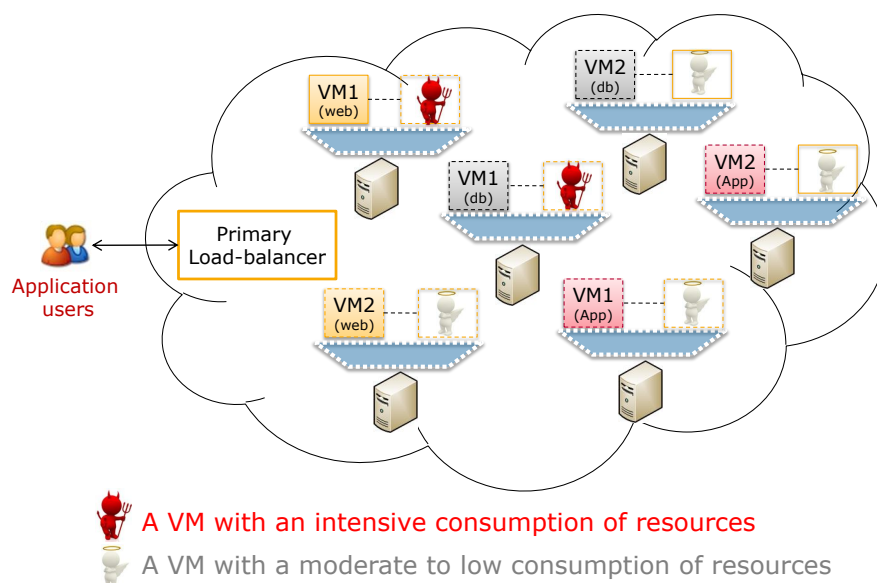 VM2
(db)
VM1
(web)
VM2
(App)
VM1
(db)
Primary
Load-balancer
Application
users
VM2
(web)
VM1
(App)
A VM with an intensive consumption of resources
A VM with a moderate to low consumption of resources